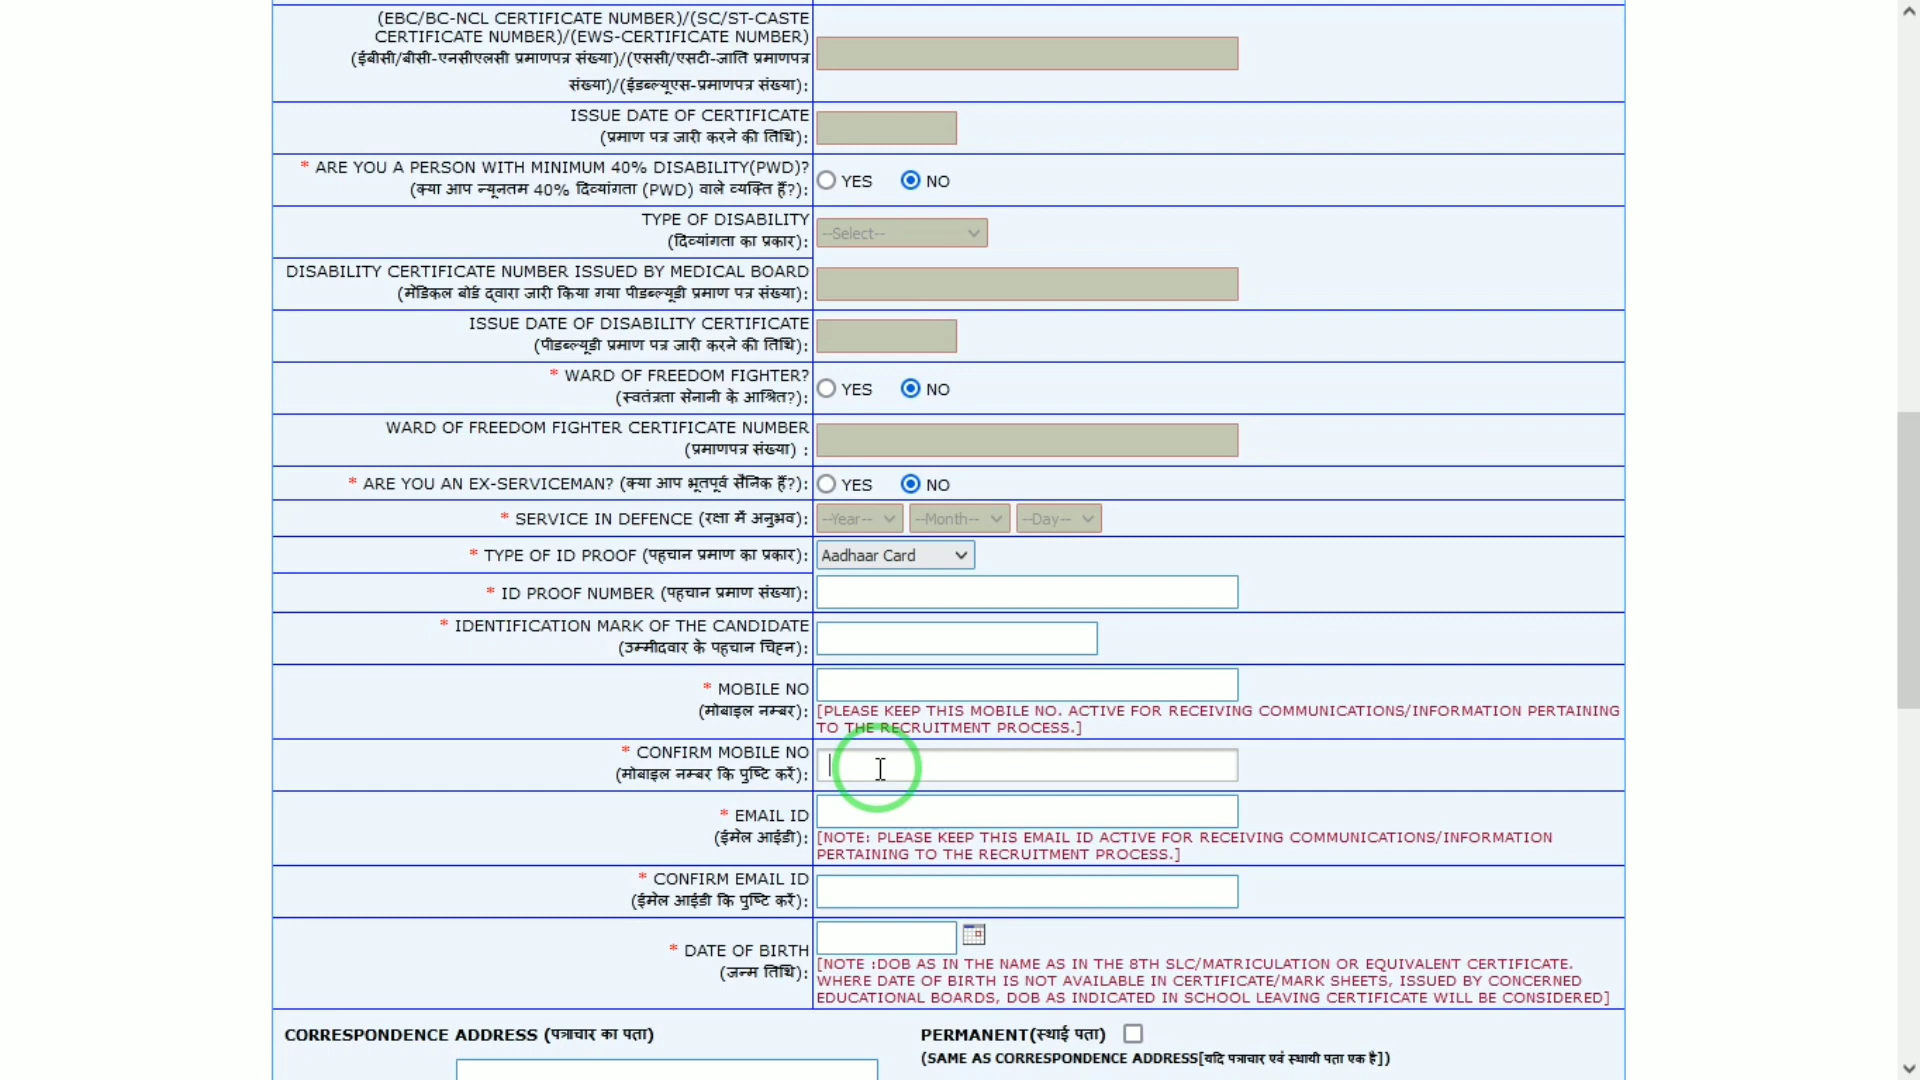 (EBC/BC-NCL CERTIFICATE NUMBER)/(SC/ST-CASTE
CERTIFICATE NUMBER)/(EWS-CERTIFICATE NUMBER)
(ईबीसी/बीसी-एनसीएलसी प्रमाणपत्र संख्या)/(एससी/एसटी-जाति प्रमाणपत्र
संख्या)/(ईडब्ल्यूएस-प्रमाणपत्र संख्या):
ISSUE DATE OF CERTIFICATE
(प्रमाण पत्र जारी करने की तिथि):
* ARE YOU A PERSON WITH MINIMUM 40% DISABILITY(PWD)?
(क्या आप न्यूनतम 40% दिव्यांगता (PWD) वाले व्यक्ति हैं?):
YES NO
TYPE OF DISABILITY
(दिव्यांगता का प्रकार):
--Select--
DISABILITY CERTIFICATE NUMBER ISSUED BY MEDICAL BOARD
(मेडिकल बोर्ड द्वारा जारी किया गया पीडब्ल्यूडी प्रमाण पत्र संख्या):
ISSUE DATE OF DISABILITY CERTIFICATE
(पीडब्ल्यूडी प्रमाण पत्र जारी करने की तिथि):
* WARD OF FREEDOM FIGHTER?
(स्वतंत्रता सेनानी के आश्रित?):
YES NO
WARD OF FREEDOM FIGHTER CERTIFICATE NUMBER
(प्रमाणपत्र संख्या) :
* ARE YOU AN EX-SERVICEMAN? (क्या आप भूतपूर्व सैनिक हैं?): YES NO
* SERVICE IN DEFENCE (रक्षा में अनुभव): --Year-- --Month-- --Day--
* TYPE OF ID PROOF (पहचान प्रमाण का प्रकार): Aadhaar Card
* ID PROOF NUMBER (पहचान प्रमाण संख्या):
* IDENTIFICATION MARK OF THE CANDIDATE
(उम्मीदवार के पहचान चिह्न):
* MOBILE NO
(मोबाइल नम्बर):
[PLEASE KEEP THIS MOBILE NO. ACTIVE FOR RECEIVING COMMUNICATIONS/INFORMATION PERTAINING
TO THE RECRUITMENT PROCESS.]
* CONFIRM MOBILE NO
(मोबाइल नम्बर कि पुष्टि करें):
* EMAIL ID
(ईमेल आईडी):
[NOTE: PLEASE KEEP THIS EMAIL ID ACTIVE FOR RECEIVING COMMUNICATIONS/INFORMATION
PERTAINING TO THE RECRUITMENT PROCESS.]
* CONFIRM EMAIL ID
(ईमेल आईडी कि पुष्टि करें):
* DATE OF BIRTH
(जन्म तिथि):
[NOTE :DOB AS IN THE NAME AS IN THE 8TH SLC/MATRICULATION OR EQUIVALENT CERTIFICATE.
WHERE DATE OF BIRTH IS NOT AVAILABLE IN CERTIFICATE/MARK SHEETS, ISSUED BY CONCERNED
EDUCATIONAL BOARDS, DOB AS INDICATED IN SCHOOL LEAVING CERTIFICATE WILL BE CONSIDERED]
CORRESPONDENCE ADDRESS (पत्राचार का पता)
PERMANENT(स्थाई पता)
(SAME AS CORRESPONDENCE ADDRESS[यदि पत्राचार एवं स्थायी पता एक है])